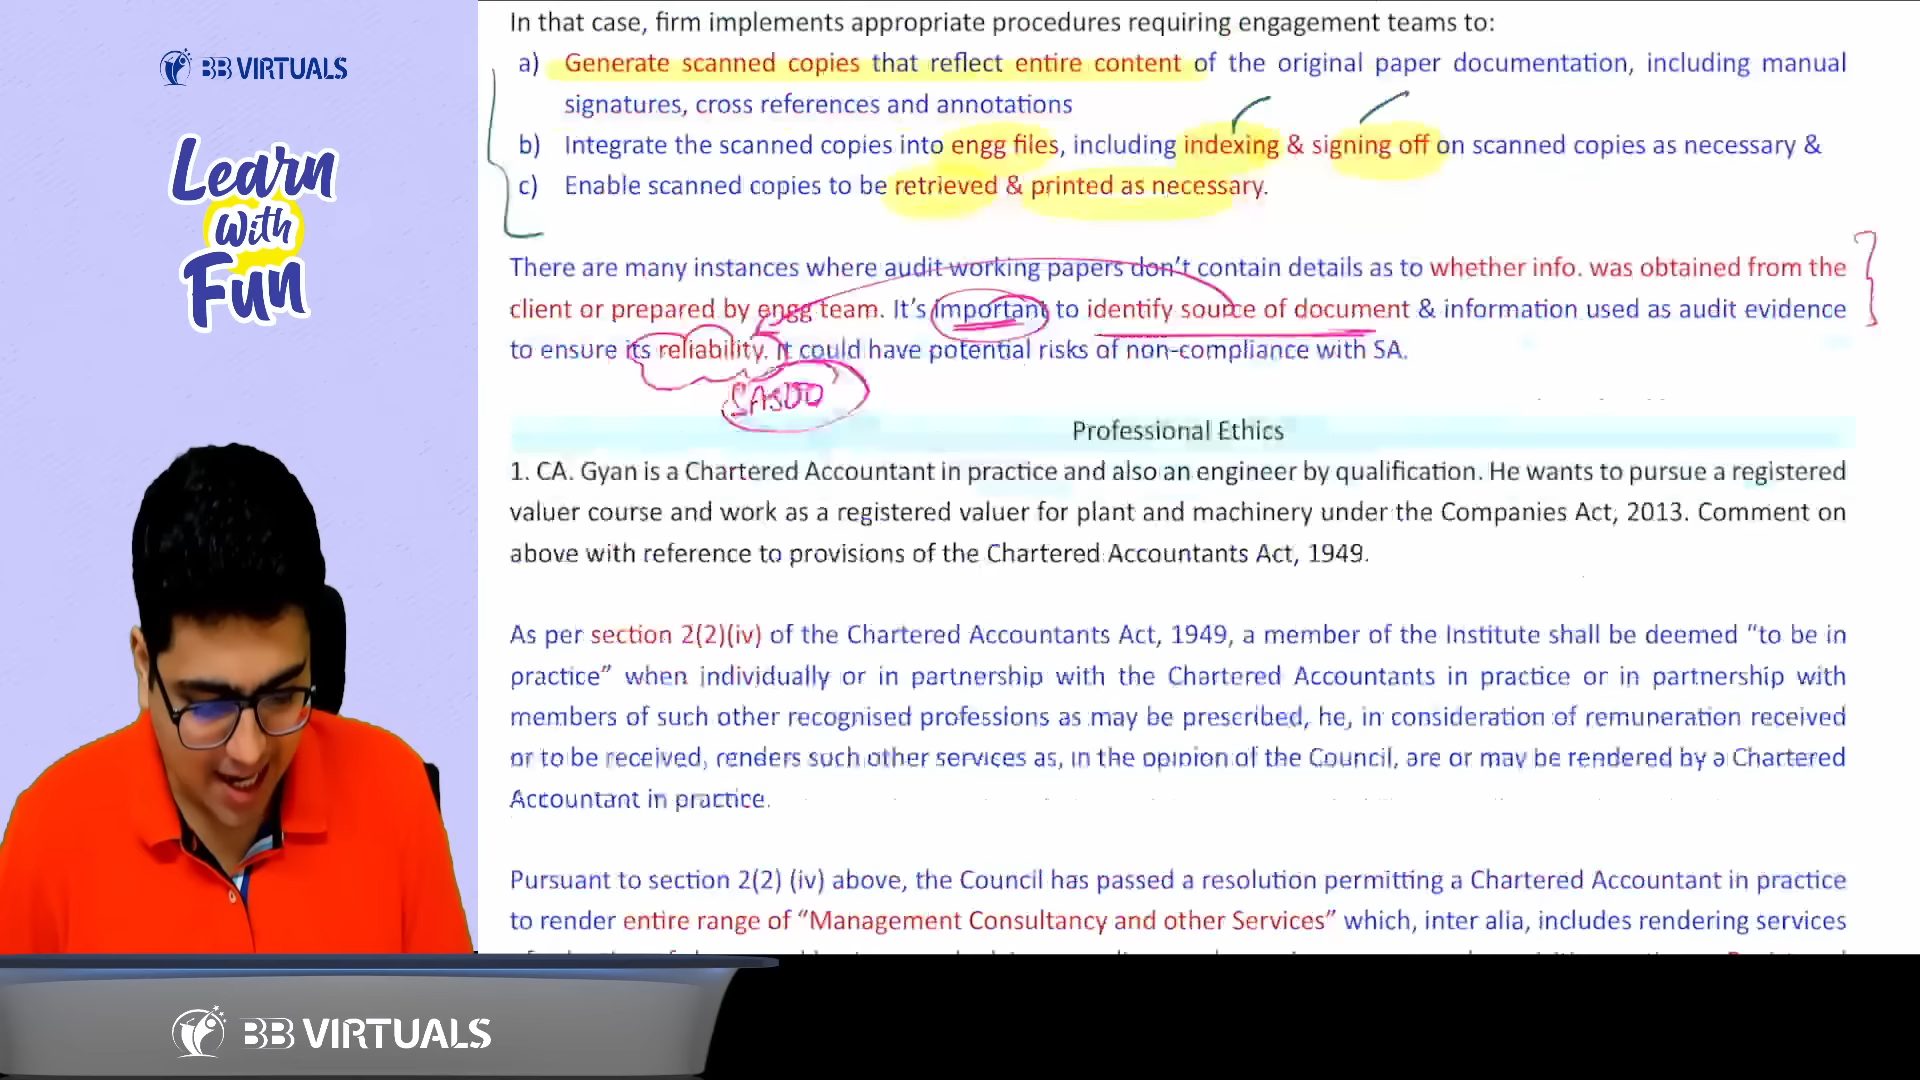 BB VIRTUALS
Learn
With
Fun
In that case, firm implements appropriate procedures requiring engagement teams to:
a) Generate scanned copies that reflect entire content of the original paper documentation, including manual
signatures, cross references and annotations
b) Integrate the scanned copies into engg files, including indexing & signing off on scanned copies as necessary &
c) Enable scanned copies to be retrieved & printed as necessary.
There are many instances where audit working papers don't contain details as to whether info. was obtained from the
client or prepared by engg team. It's important to identify source of document & information used as audit evidence
to ensure its reliability. It could have potential risks of non-compliance with SA.
SA500
Professional Ethics
1. CA. Gyan is a Chartered Accountant in practice and also an engineer by qualification. He wants to pursue a registered
valuer course and work as a registered valuer for plant and machinery under the Companies Act, 2013. Comment on
above with reference to provisions of the Chartered Accountants Act, 1949.
As per section 2(2)(iv) of the Chartered Accountants Act, 1949, a member of the Institute shall be deemed “to be in
practice” when individually or in partnership with the Chartered Accountants in practice or in partnership with
members of such other recognised professions as may be prescribed, he, in consideration of remuneration received
or to be received, renders such other services as, in the opinion of the Council, are or may be rendered by a Chartered
Accountant in practice.
Pursuant to section 2(2) (iv) above, the Council has passed a resolution permitting a Chartered Accountant in practice
to render entire range of “Management Consultancy and other Services” which, inter alia, includes rendering services
BB VIRTUALS